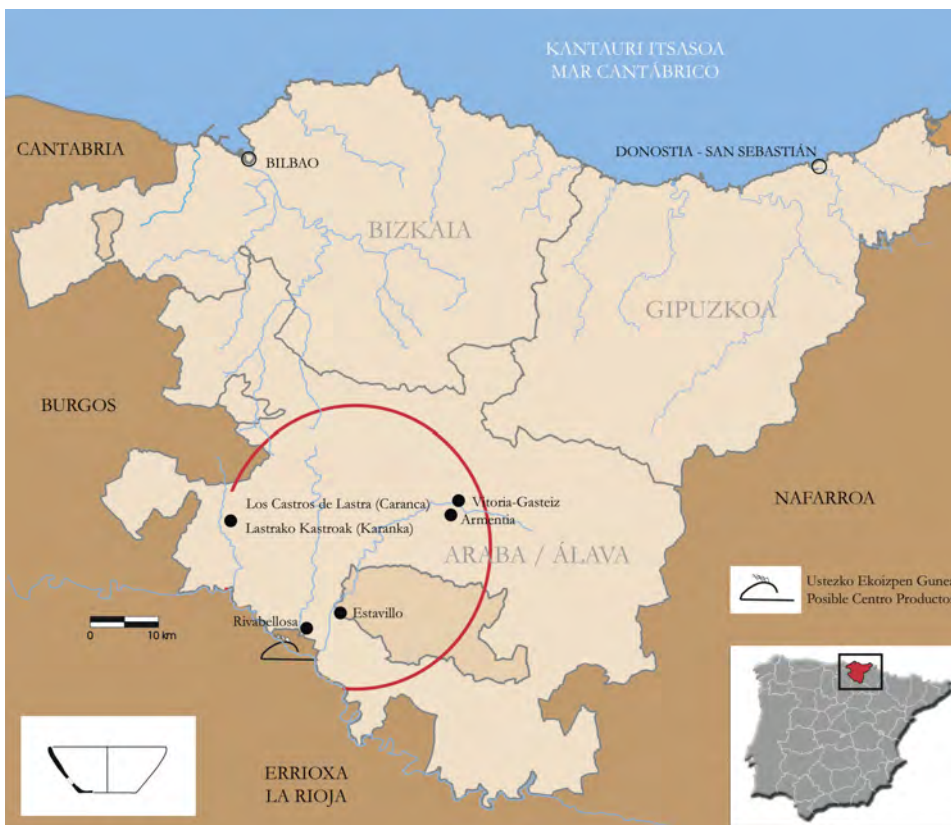 KANTAURI ITSASOA
MAR CANTÁBRICO
CANTABRIA
BILBAO
DONOSTIA - SAN SEBASTIÁN
BIZKAIA
GIPUZKOA
BURGOS
NAFARROA
Los Castros de Lastra (Caranca)
Lastrako Kastroak (Karanka)
Vitoria-Gasteiz
Armentia
ARABA / ÁLAVA
Ustezko Ekoizpen Gunea
Posible Centro Productor
Estavillo
Rivabellosa
0 10 km
ERRIOXA
LA RIOJA